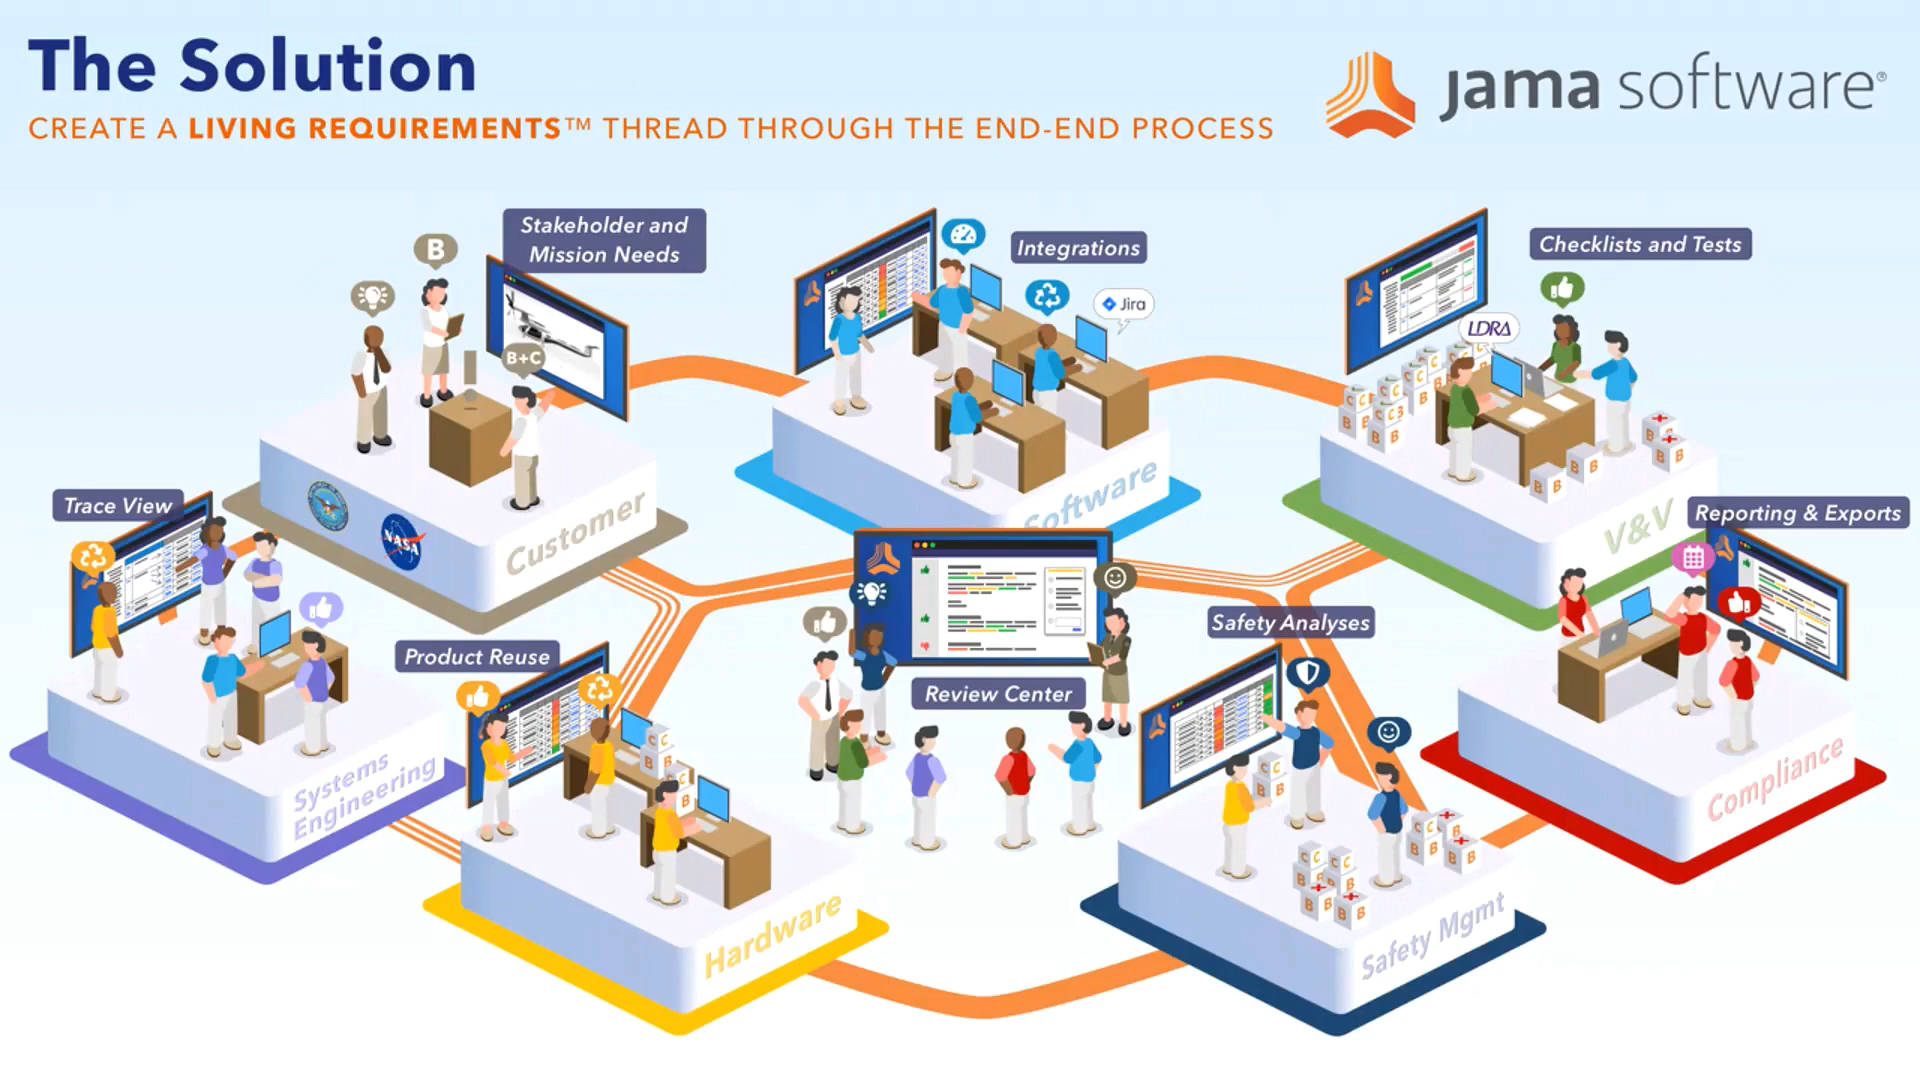 The Solution
CREATE A LIVING REQUIREMENTS™ THREAD THROUGH THE END-END PROCESS
jama software®
Stakeholder and
Mission Needs
B
B+C
NASA
Customer
Integrations
Jira
Software
Checklists and Tests
LDRA
V&V
Trace View
Systems
Engineering
Product Reuse
Hardware
Review Center
Safety Analyses
Safety Mgmt
Reporting & Exports
Compliance